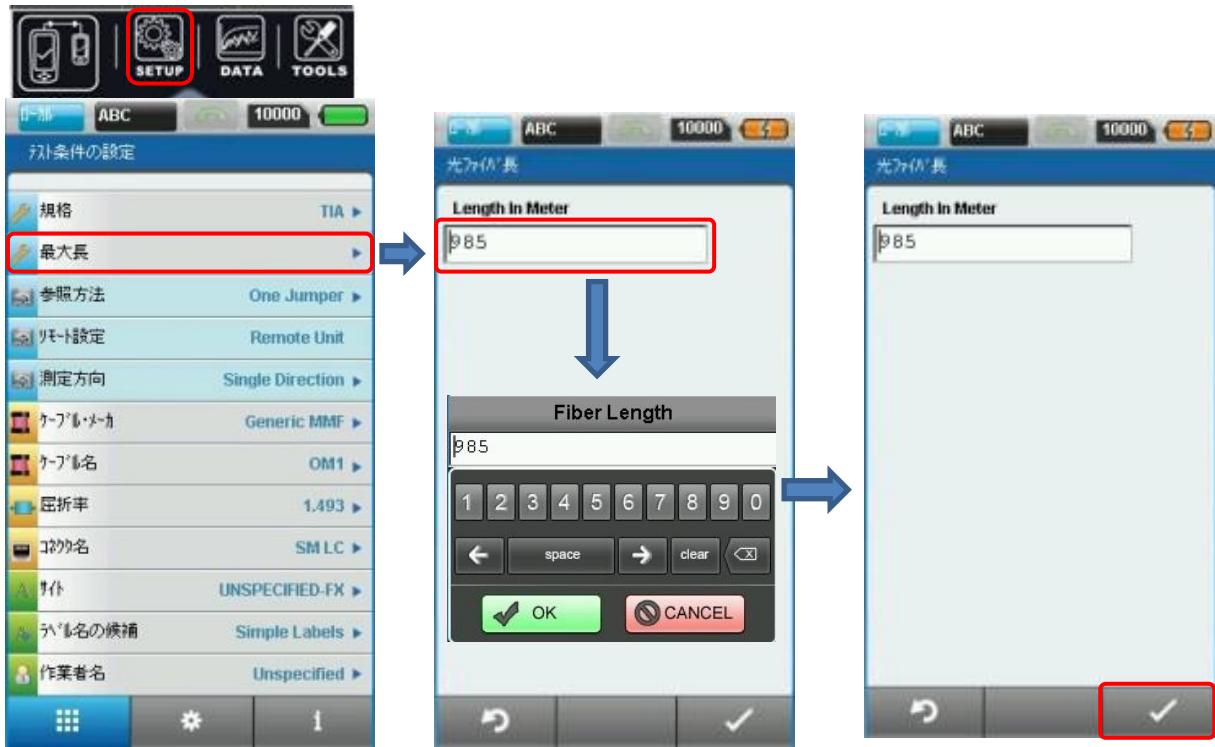 SETUP DATA TOOLS
ﾛｰｶﾙ ABC 10000
ﾃｽﾄ条件の設定
規格 TIA
最大長
参照方法 One Jumper
ﾘﾓｰﾄ設定 Remote Unit
測定方向 Single Direction
ｹｰﾌﾞﾙ･ﾒｰｶ Generic MMF
ｹｰﾌﾞﾙ名 OM1
屈折率 1.493
ｺﾈｸﾀ名 SM LC
ｻｲﾄ UNSPECIFIED-FX
ﾗﾍﾞﾙ名の候補 Simple Labels
作業者名 Unspecified
i
ﾛｰｶﾙ ABC 10000
光ﾌｧｲﾊﾞ長
Length In Meter
985
Fiber Length
985
1 2 3 4 5 6 7 8 9 0
space clear
OK CANCEL
ﾛｰｶﾙ ABC 10000
光ﾌｧｲﾊﾞ長
Length In Meter
985